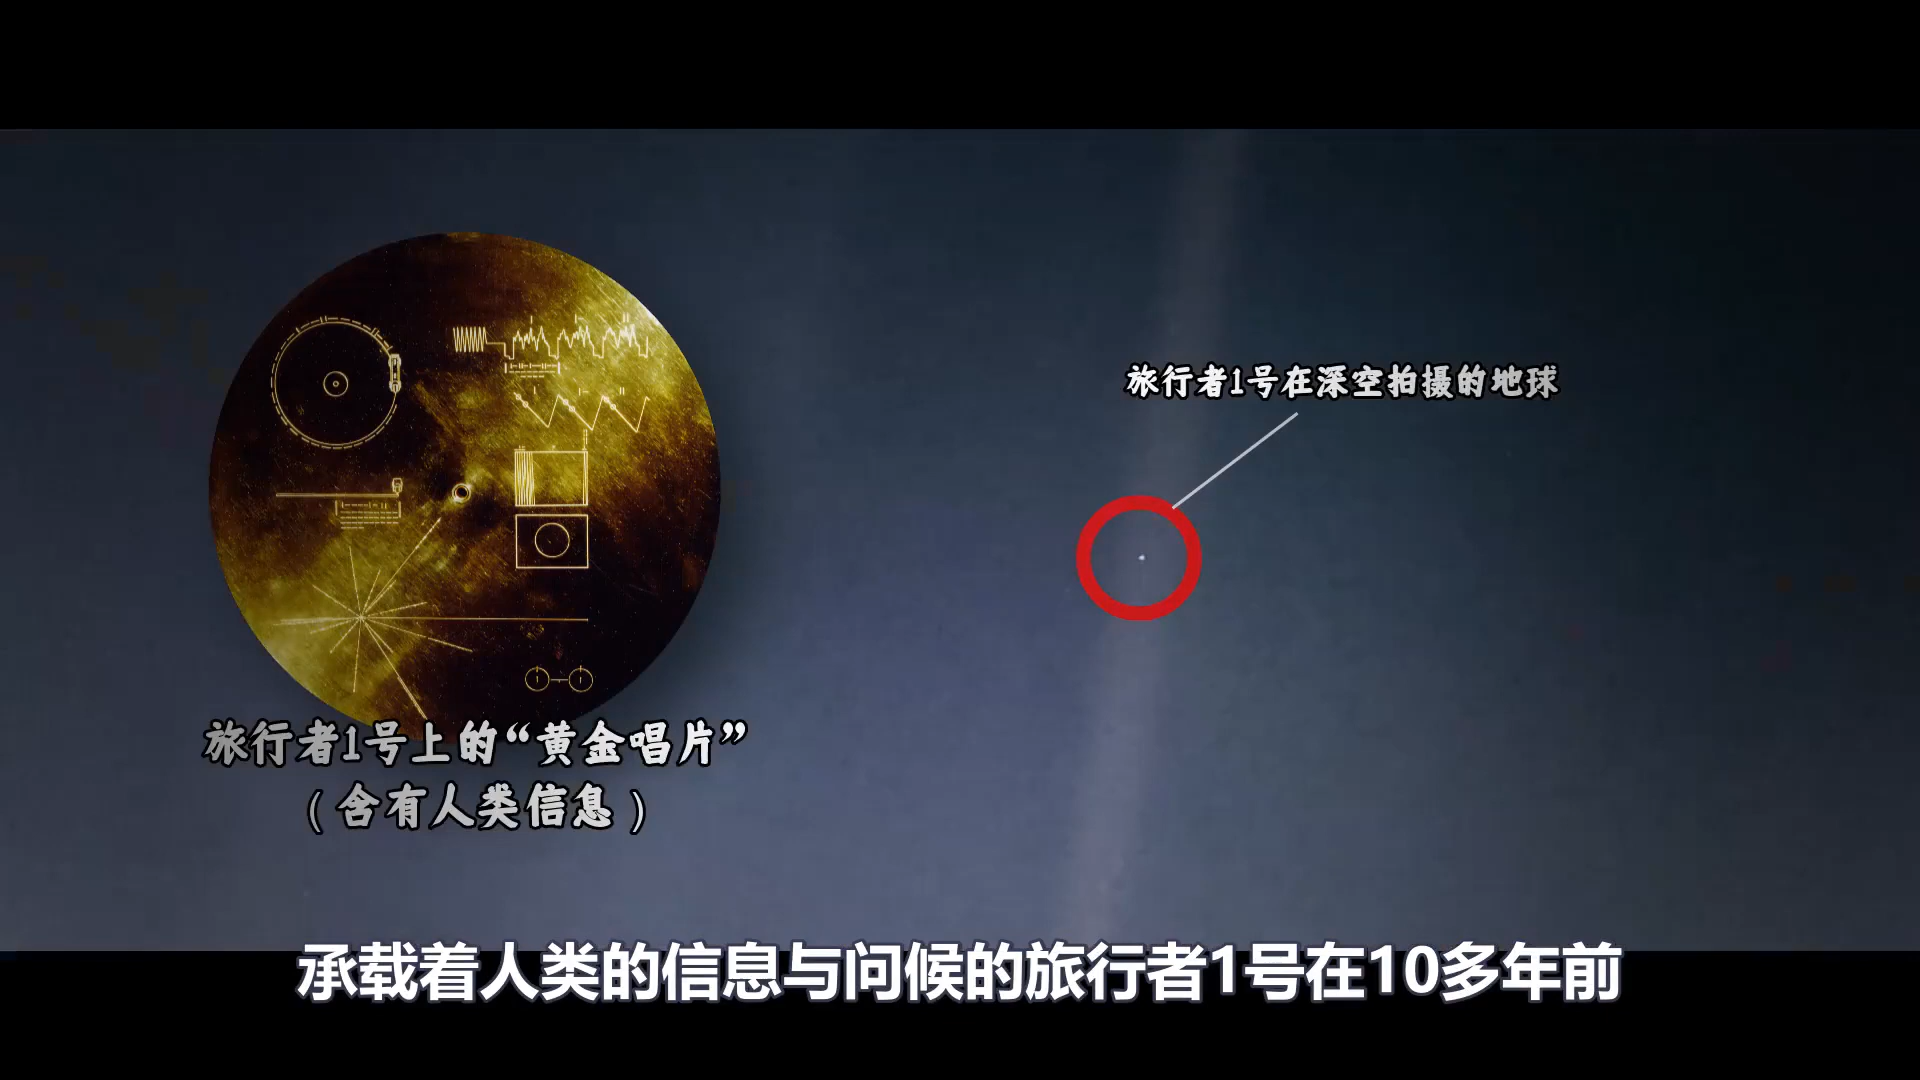 旅行者1号在深空拍摄的地球
旅行者1号上的“黄金唱片”
（含有人类信息）
承载着人类的信息与问候的旅行者1号在10多年前